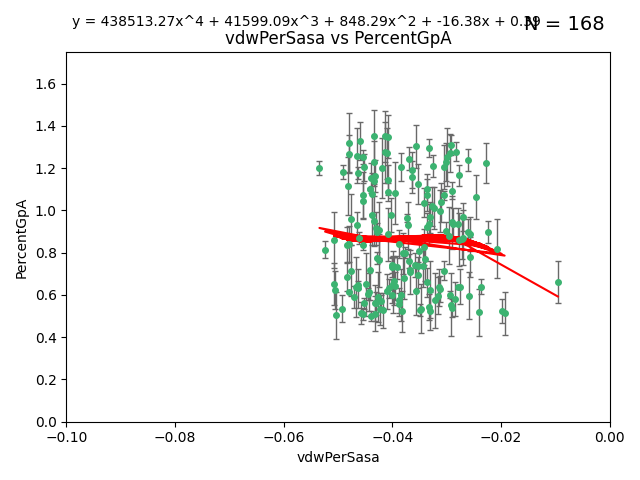 y = 438513.27x^4 + 41599.09x^3 + 848.29x^2 + -16.38x + 0.39
N = 168
vdwPerSasa vs PercentGpA
1.6
1.4
1.2
1.0
0.8
0.6
0.4
0.2
0.0
PercentGpA
−0.10 −0.08 −0.06 −0.04 −0.02 0.00
vdwPerSasa